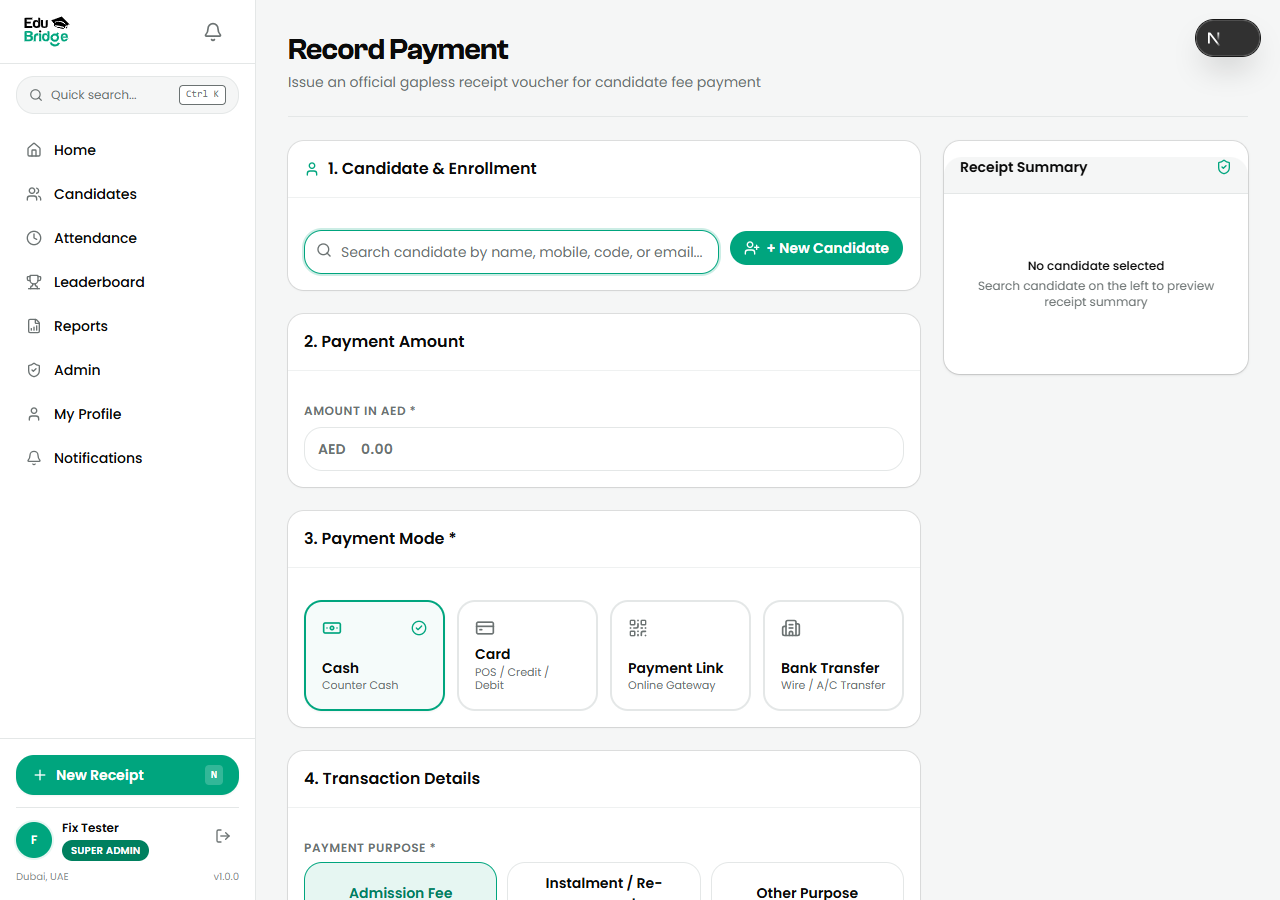 Edu
Bridge
Quick search...
Ctrl K
Home
Candidates
Attendance
Leaderboard
Reports
Admin
My Profile
Notifications
New Receipt
N
F
Fix Tester
SUPER ADMIN
Dubai, UAE
v1.0.0
Record Payment
Issue an official gapless receipt voucher for candidate fee payment
N
1. Candidate & Enrollment
Search candidate by name, mobile, code, or email...
+ New Candidate
2. Payment Amount
AMOUNT IN AED *
AED 0.00
3. Payment Mode *
Cash
Counter Cash
Card
POS / Credit /
Debit
Payment Link
Online Gateway
Bank Transfer
Wire / A/C Transfer
4. Transaction Details
PAYMENT PURPOSE *
Admission Fee
Instalment / Re-
Other Purpose
Receipt Summary
No candidate selected
Search candidate on the left to preview
receipt summary